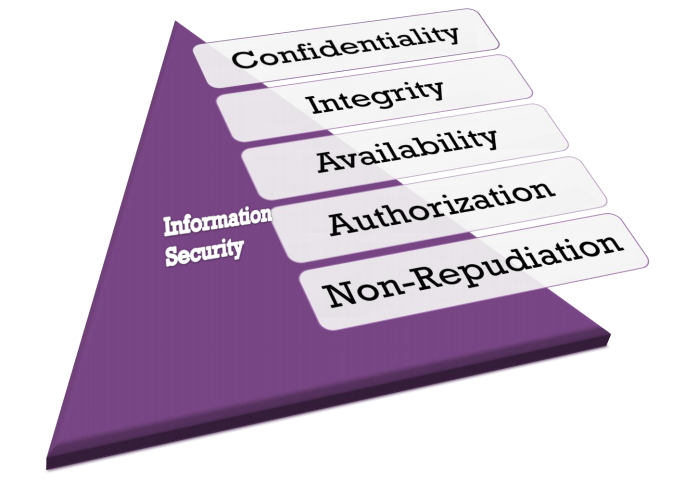 Confidentiality
Integrity
Availability
Authorization
Non-Repudiation
Information
Security